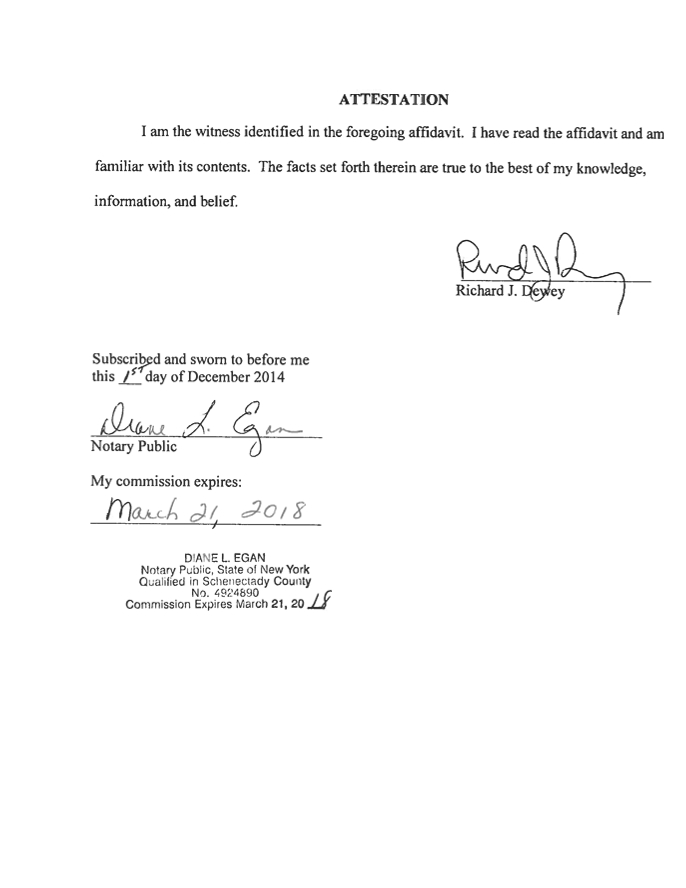 ATTESTATION
I am the witness identified in the foregoing affidavit. I have read the affidavit and am
familiar with its contents. The facts set forth therein are true to the best of my knowledge,
information, and belief.
Richard J. Dewey
Subscribed and sworn to before me
this 1st day of December 2014
Diane L. Egan
Notary Public
My commission expires:
March 21, 2018
DIANE L. EGAN
Notary Public, State of New York
Qualified in Schenectady County
No. 4924890
Commission Expires March 21, 2018